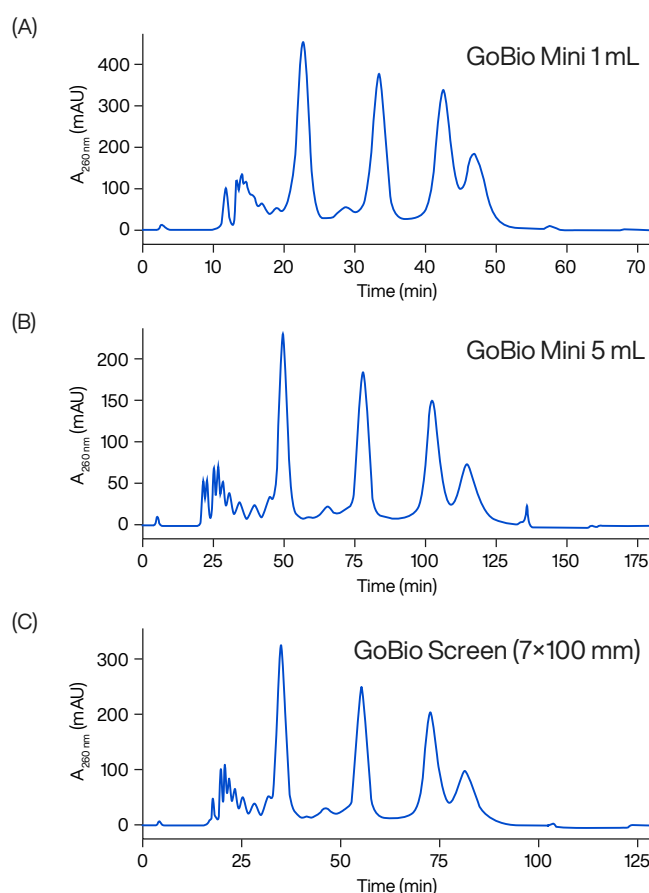 (A)
GoBio Mini 1 mL
A260 nm (mAU)
400
300
200
100
0
0 10 20 30 40 50 60 70
Time (min)
(B)
GoBio Mini 5 mL
A260 nm (mAU)
200
150
100
50
0
0 25 50 75 100 125 150 175
Time (min)
(C)
GoBio Screen (7×100 mm)
A260 nm (mAU)
300
200
100
0
0 25 50 75 100 125
Time (min)